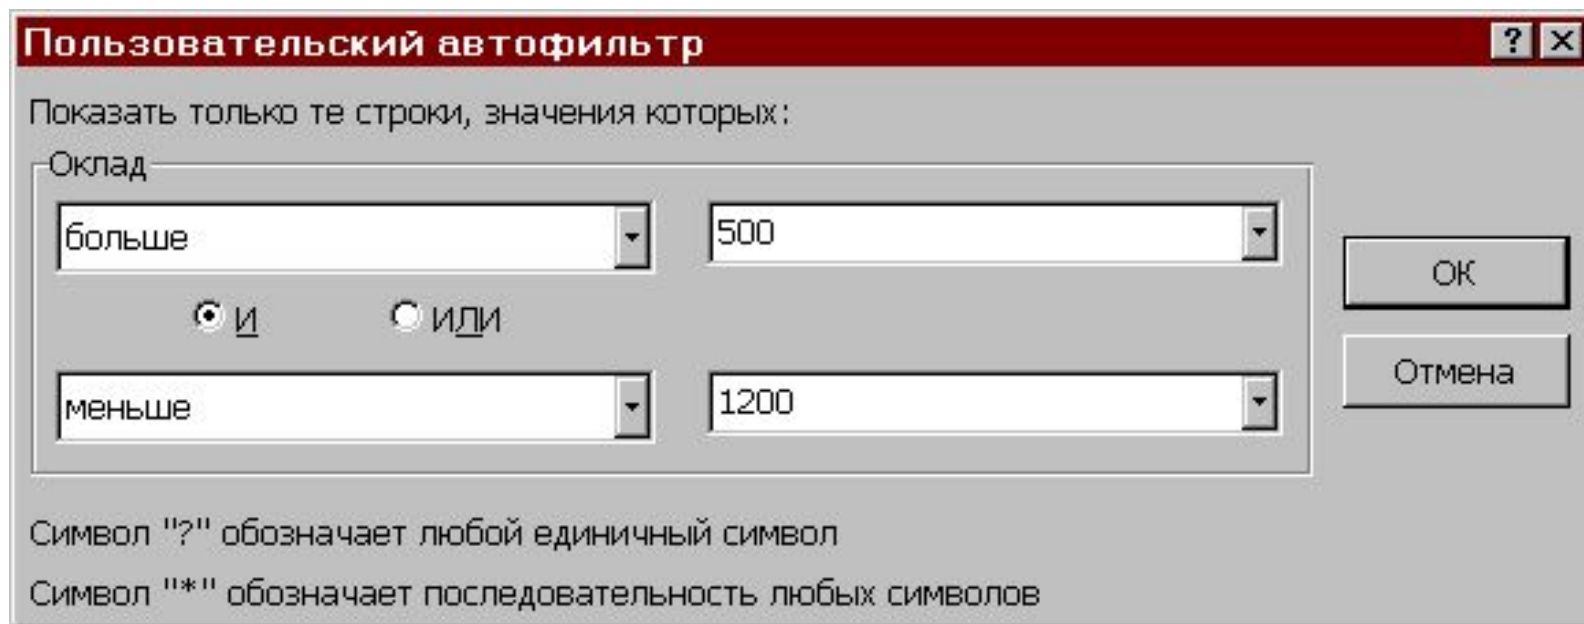 Пользовательский автофильтр
Показать только те строки, значения которых:
Оклад
больше 500
И ИЛИ
ОК
меньше 1200
Отмена
Символ "?" обозначает любой единичный символ
Символ "*" обозначает последовательность любых символов